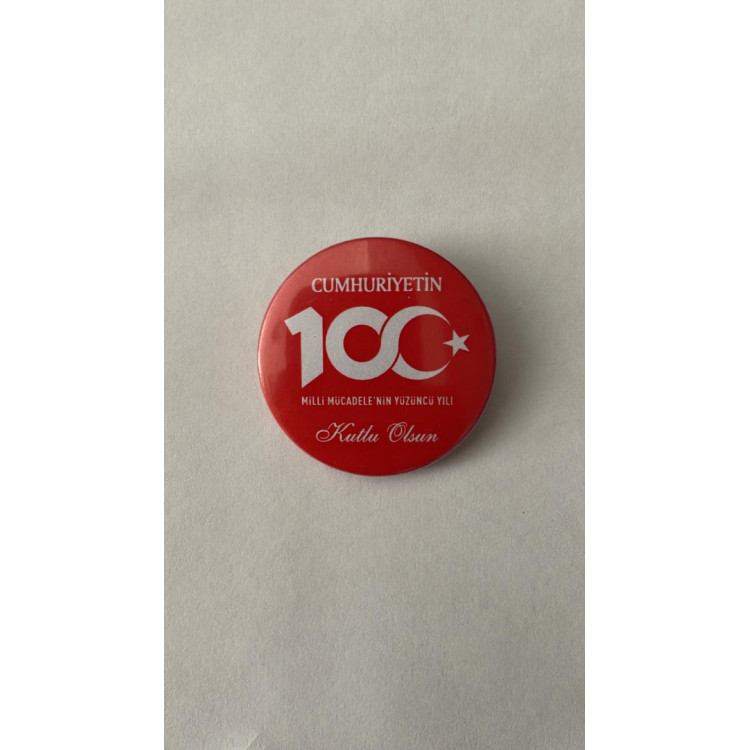 CUMHURİYETİN
100
MİLLİ MÜCADELE'NİN YÜZÜNCÜ YILI
Kutlu Olsun